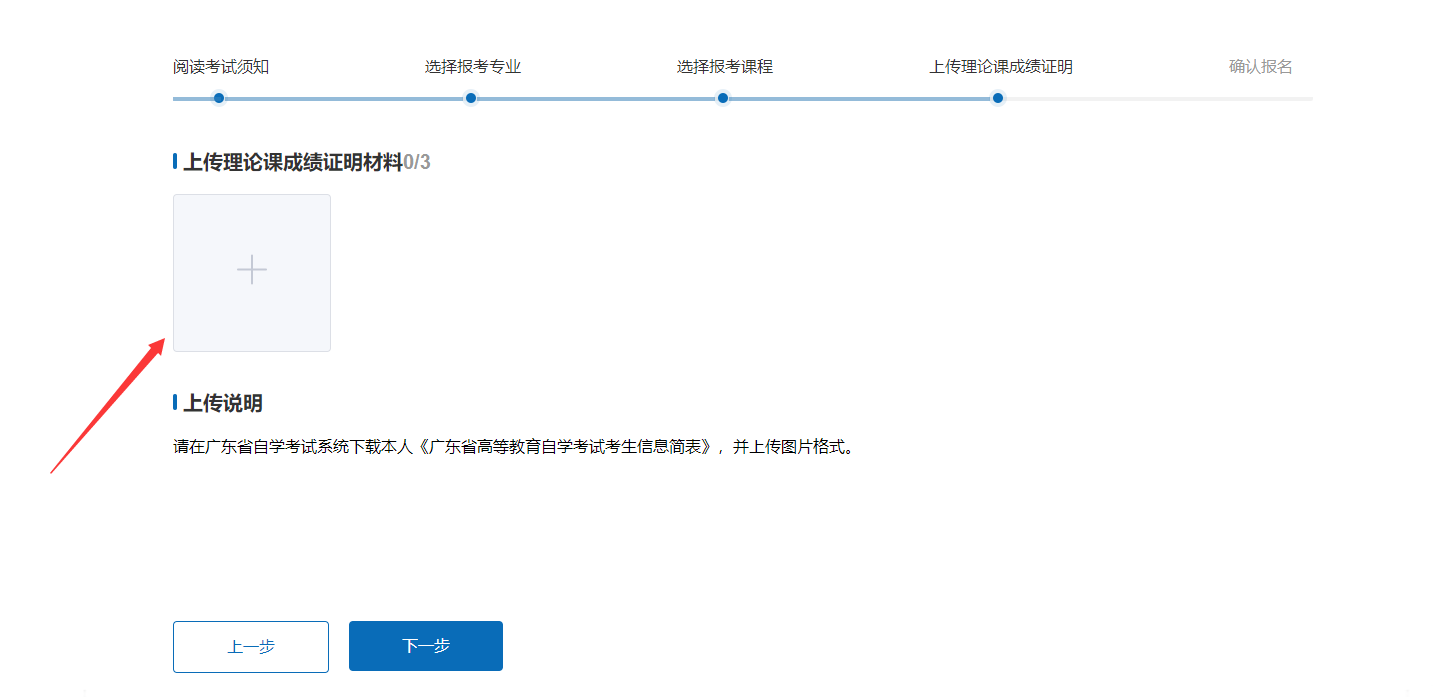 阅读考试须知 选择报考专业 选择报考课程 上传理论课成绩证明 确认报名
上传理论课成绩证明材料0/3
上传说明
请在广东省自学考试系统下载本人《广东省高等教育自学考试考生信息简表》，并上传图片格式。
上一步 下一步